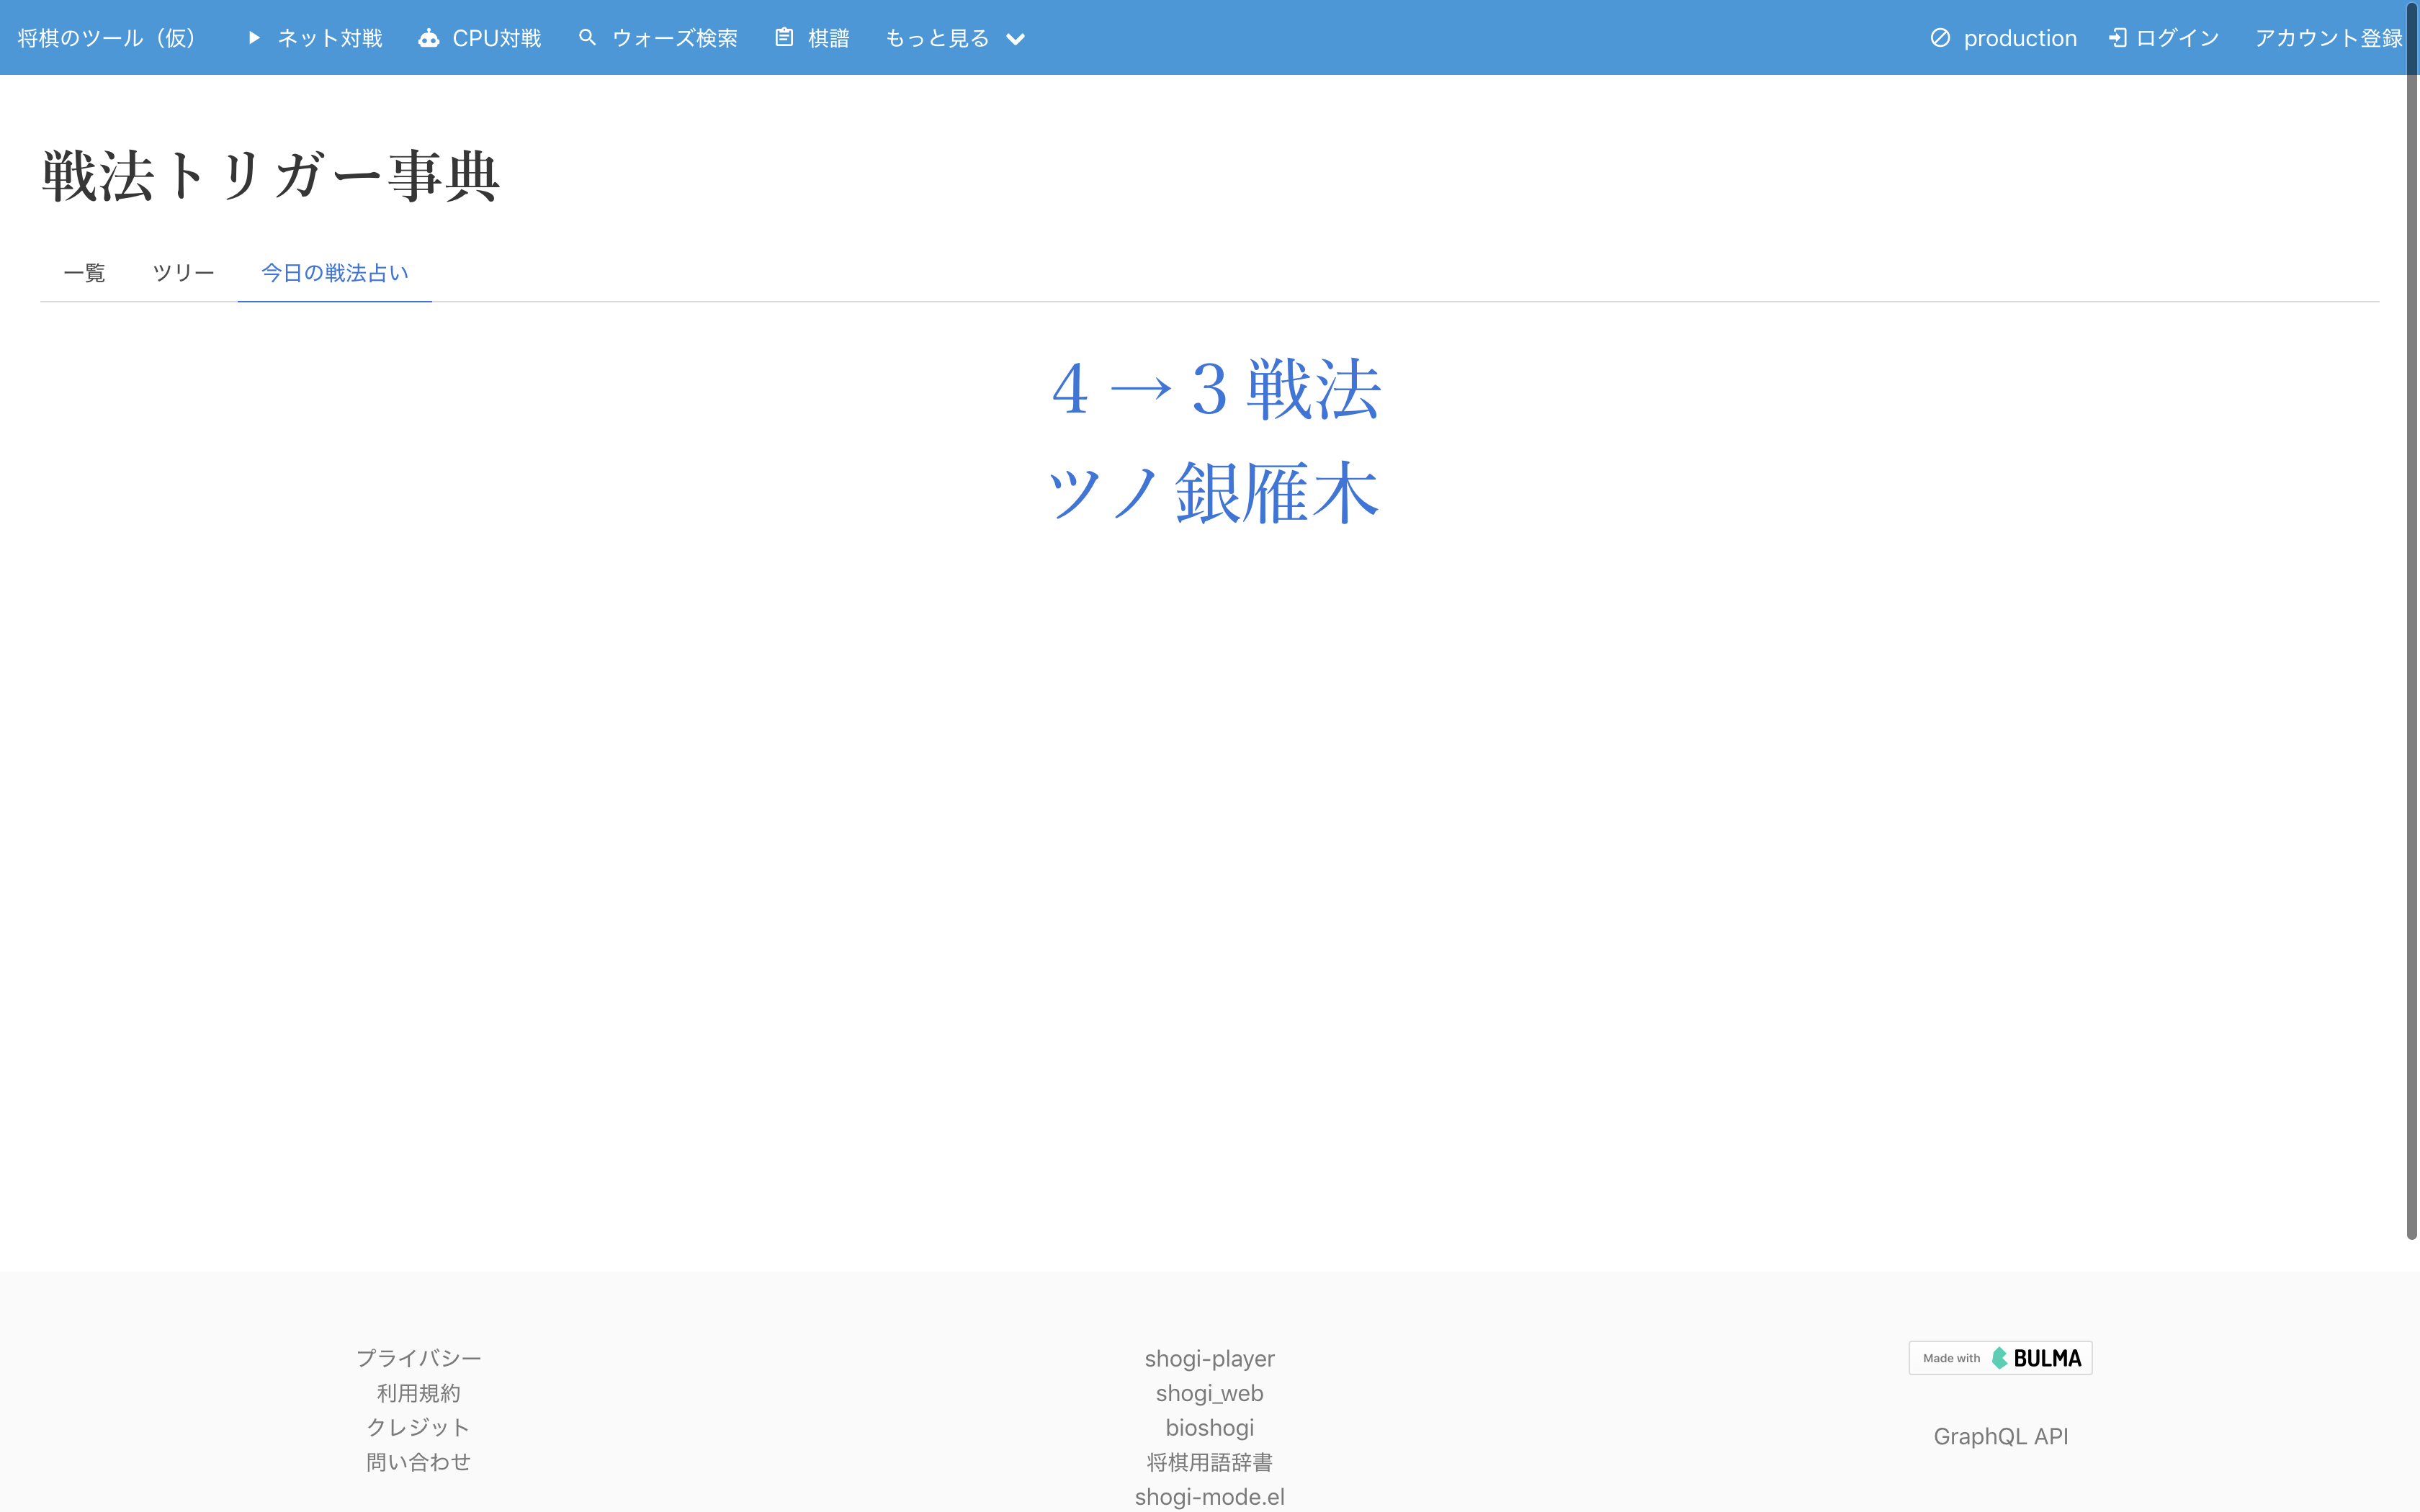 将棋のツール（仮） ネット対戦 CPU対戦 ウォーズ検索 棋譜 もっと見る production ログイン アカウント登録
戦法トリガー事典
一覧 ツリー 今日の戦法占い
４→３戦法
ツノ銀雁木
プライバシー
利用規約
クレジット
問い合わせ
shogi-player
shogi_web
bioshogi
将棋用語辞書
shogi-mode.el
Made with BULMA
GraphQL API